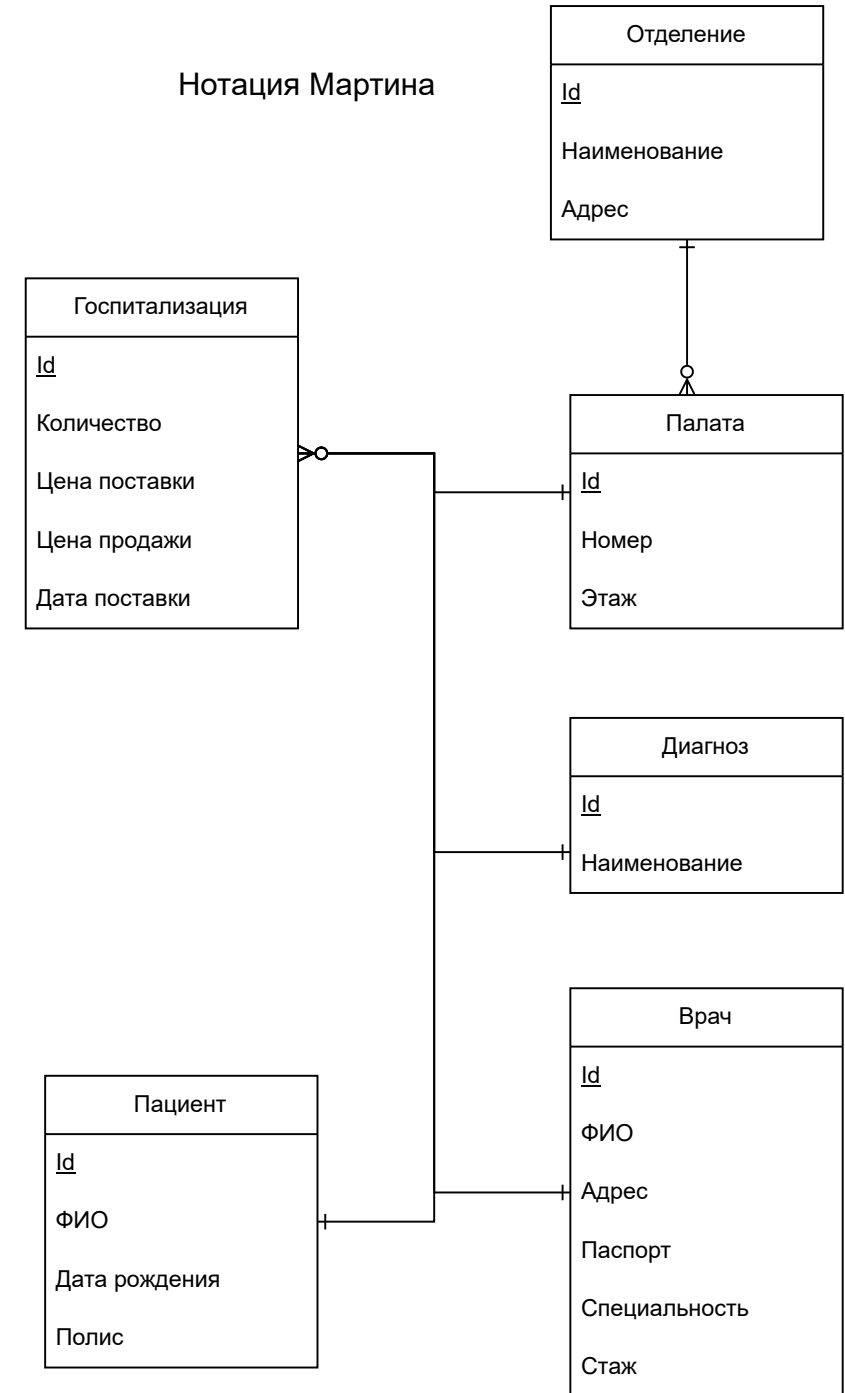 Нотация Мартина
Отделение
Id
Наименование
Адрес
Госпитализация
Id
Количество
Цена поставки
Цена продажи
Дата поставки
Палата
Id
Номер
Этаж
Диагноз
Id
Наименование
Врач
Id
ФИО
Адрес
Паспорт
Специальность
Стаж
Пациент
Id
ФИО
Дата рождения
Полис